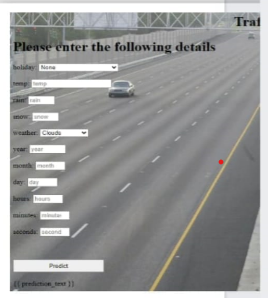 Traf
Please enter the following details
holiday: None
temp: temp
rain: rain
snow: snow
weather: Clouds
year: year
month: month
day: day
hours: hours
minutes: minute
seconds: second
Predict
{{ prediction_text }}